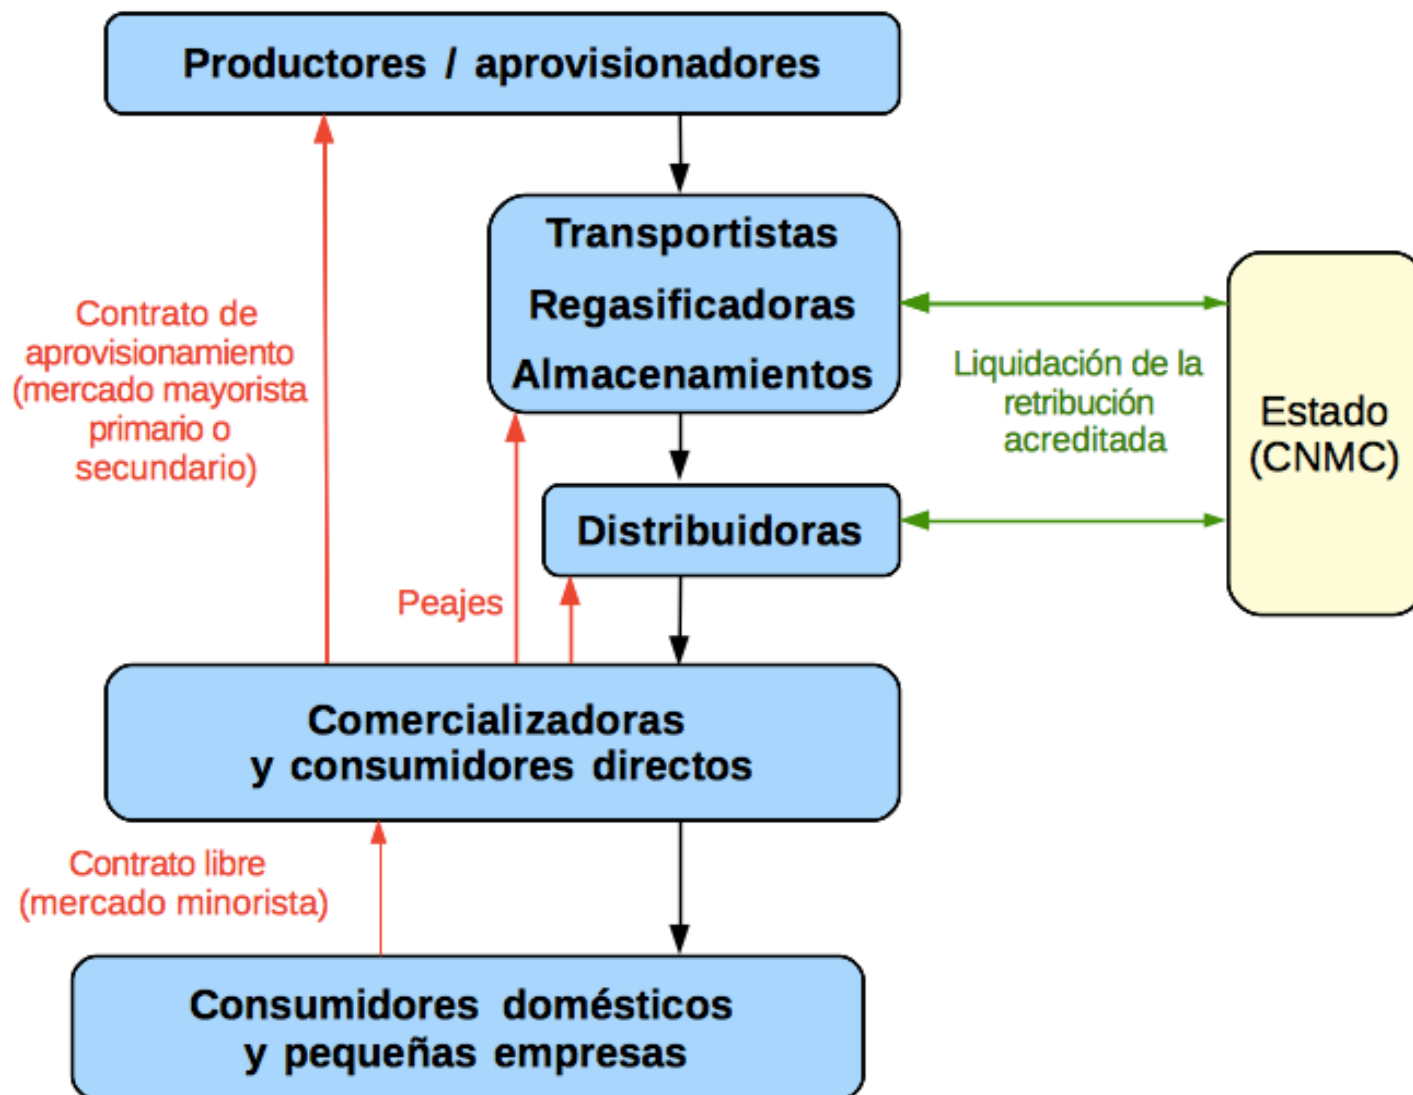 Productores / aprovisionadores
Transportistas
Regasificadoras
Almacenamientos
Contrato de
aprovisionamiento
(mercado mayorista
primario o
secundario)
Liquidación de la
retribución
acreditada
Estado
(CNMC)
Distribuidoras
Peajes
Comercializadoras
y consumidores directos
Contrato libre
(mercado minorista)
Consumidores domésticos
y pequeñas empresas